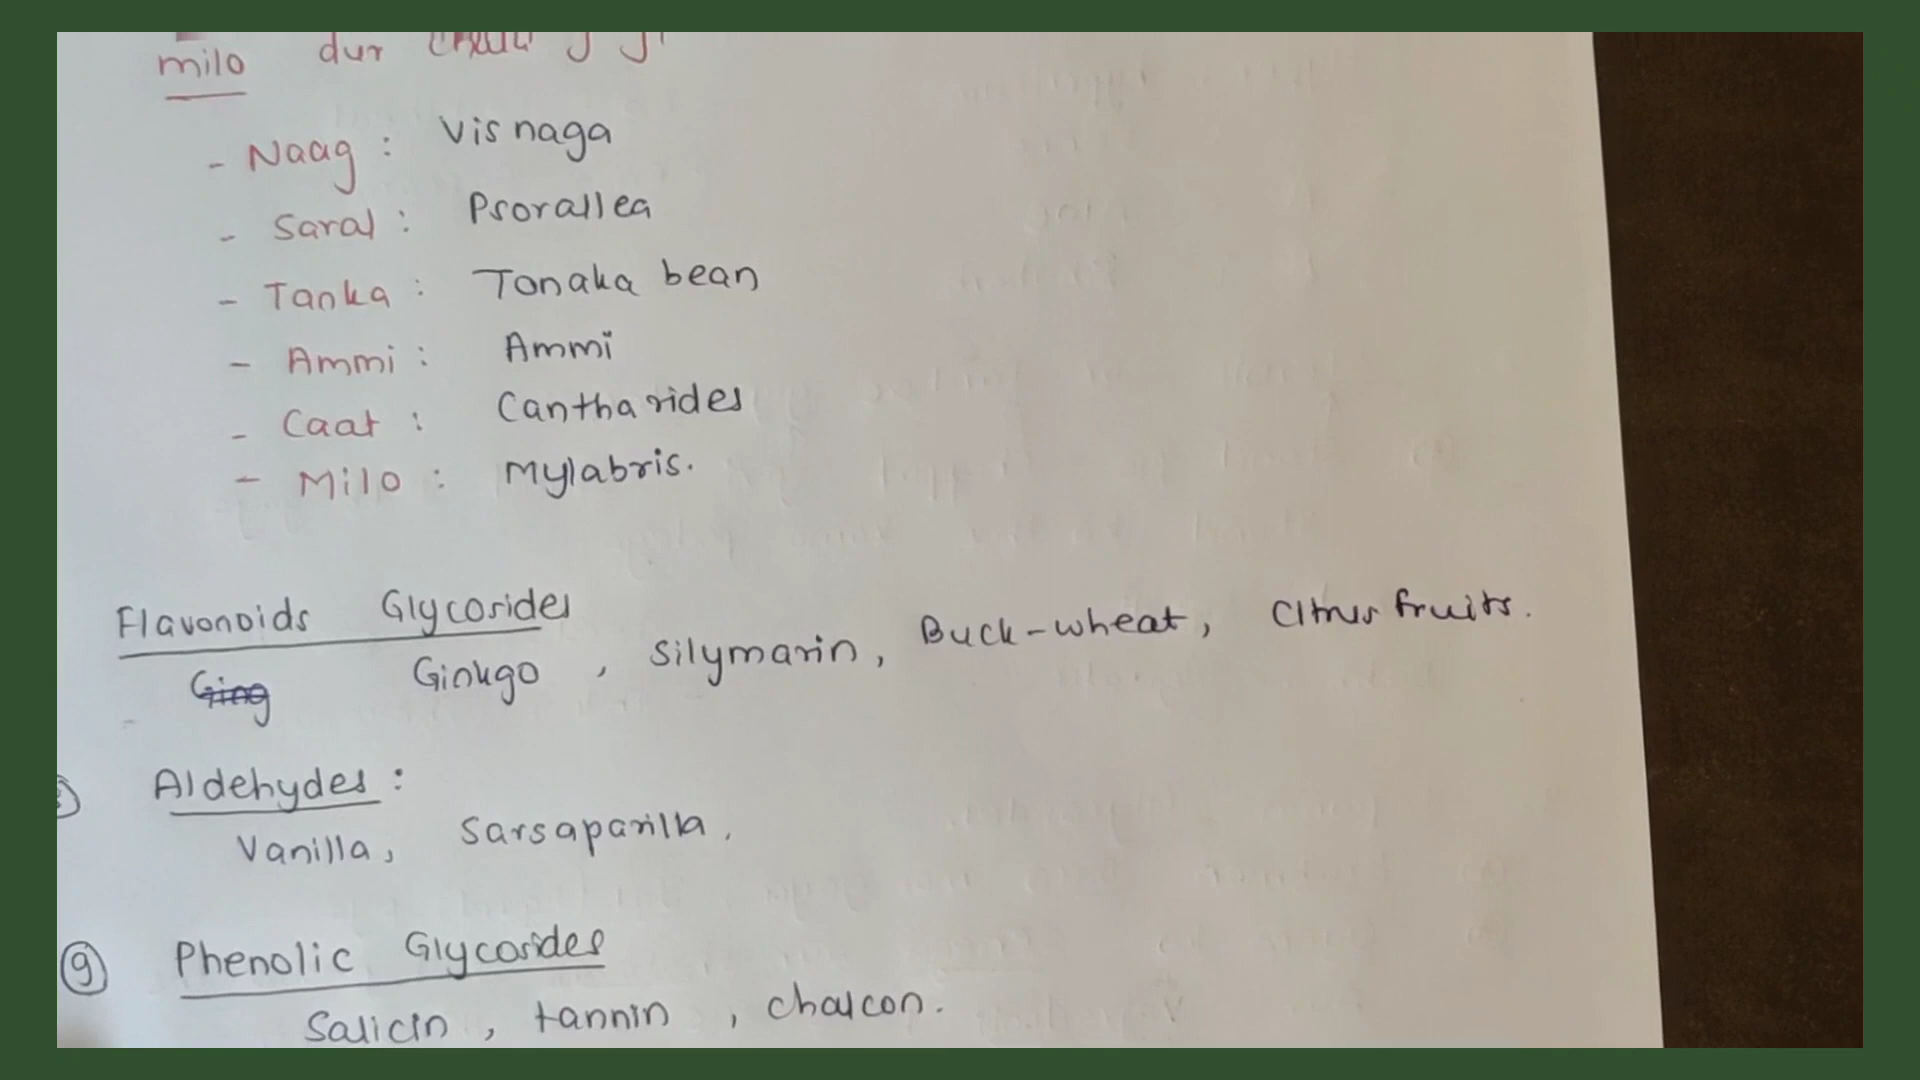 milo dur
- Naag : Visnaga
- Saral : Psorallea
- Tanka : Tonaka bean
- Ammi : Ammi
- Caat : Cantharides
- Milo : Mylabris.
Flavonoids Glycosides
Ging Ginkgo , Silymarin, Buck-wheat, Citrus fruits.
Aldehydes :
Vanilla, Sarsaparilla,
9 Phenolic Glycosides
Salicin , tannin , chalcon.